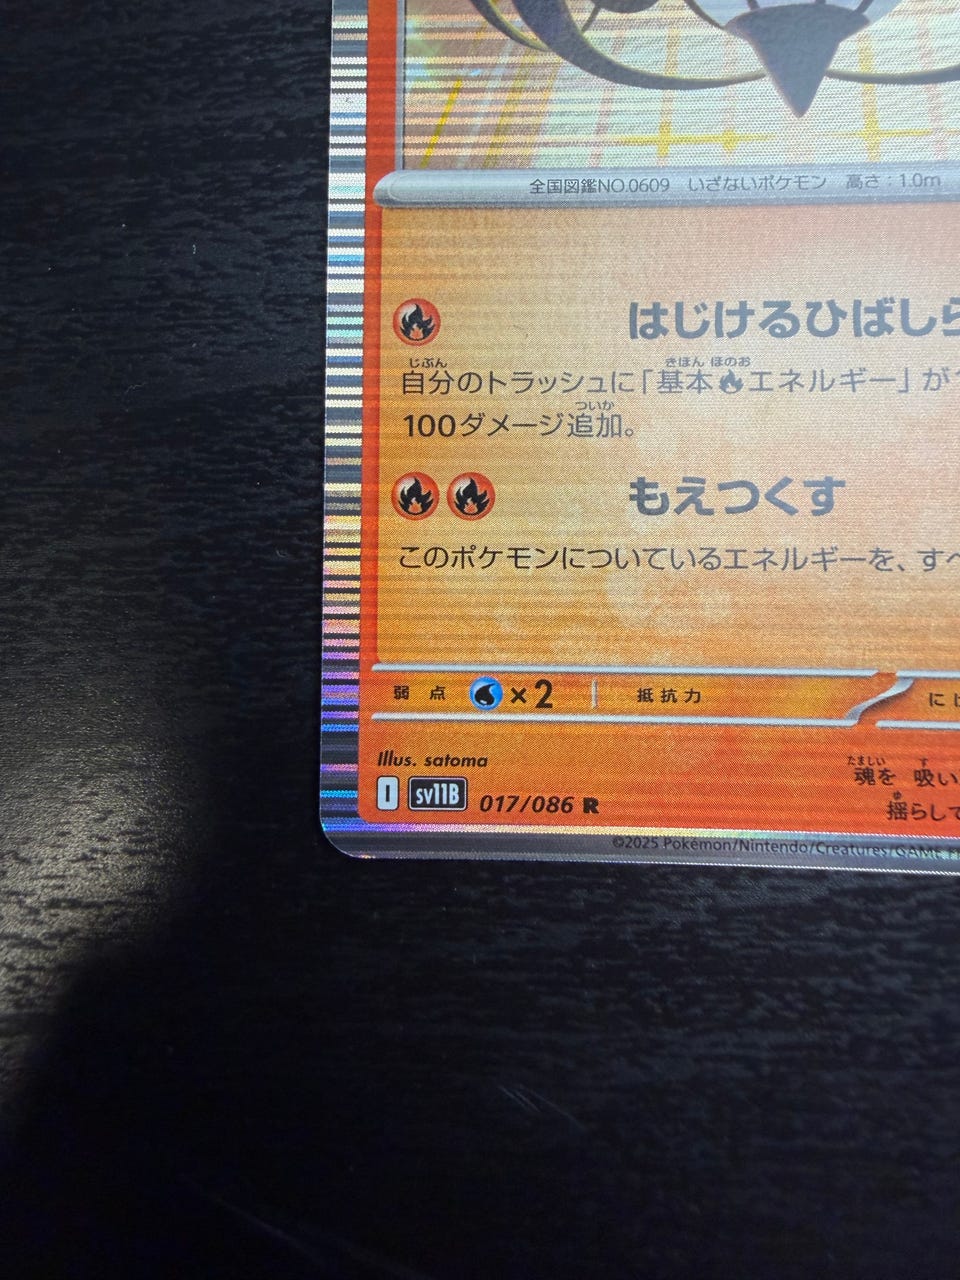 全国図鑑NO.0609 いざないポケモン 高さ：1.0m
はじけるひばしら
じぶん きほん ほのお
自分のトラッシュに「基本エネルギー」が
ついか
100ダメージ追加。
もえつくす
このポケモンについているエネルギーを、すべ
弱点 ×2 抵抗力 に
Illus. satoma
たましい す
魂を 吸い
I SV11B 017/086 R
ゆ
揺らして
©2025 Pokémon/Nintendo/Creatures/GAME